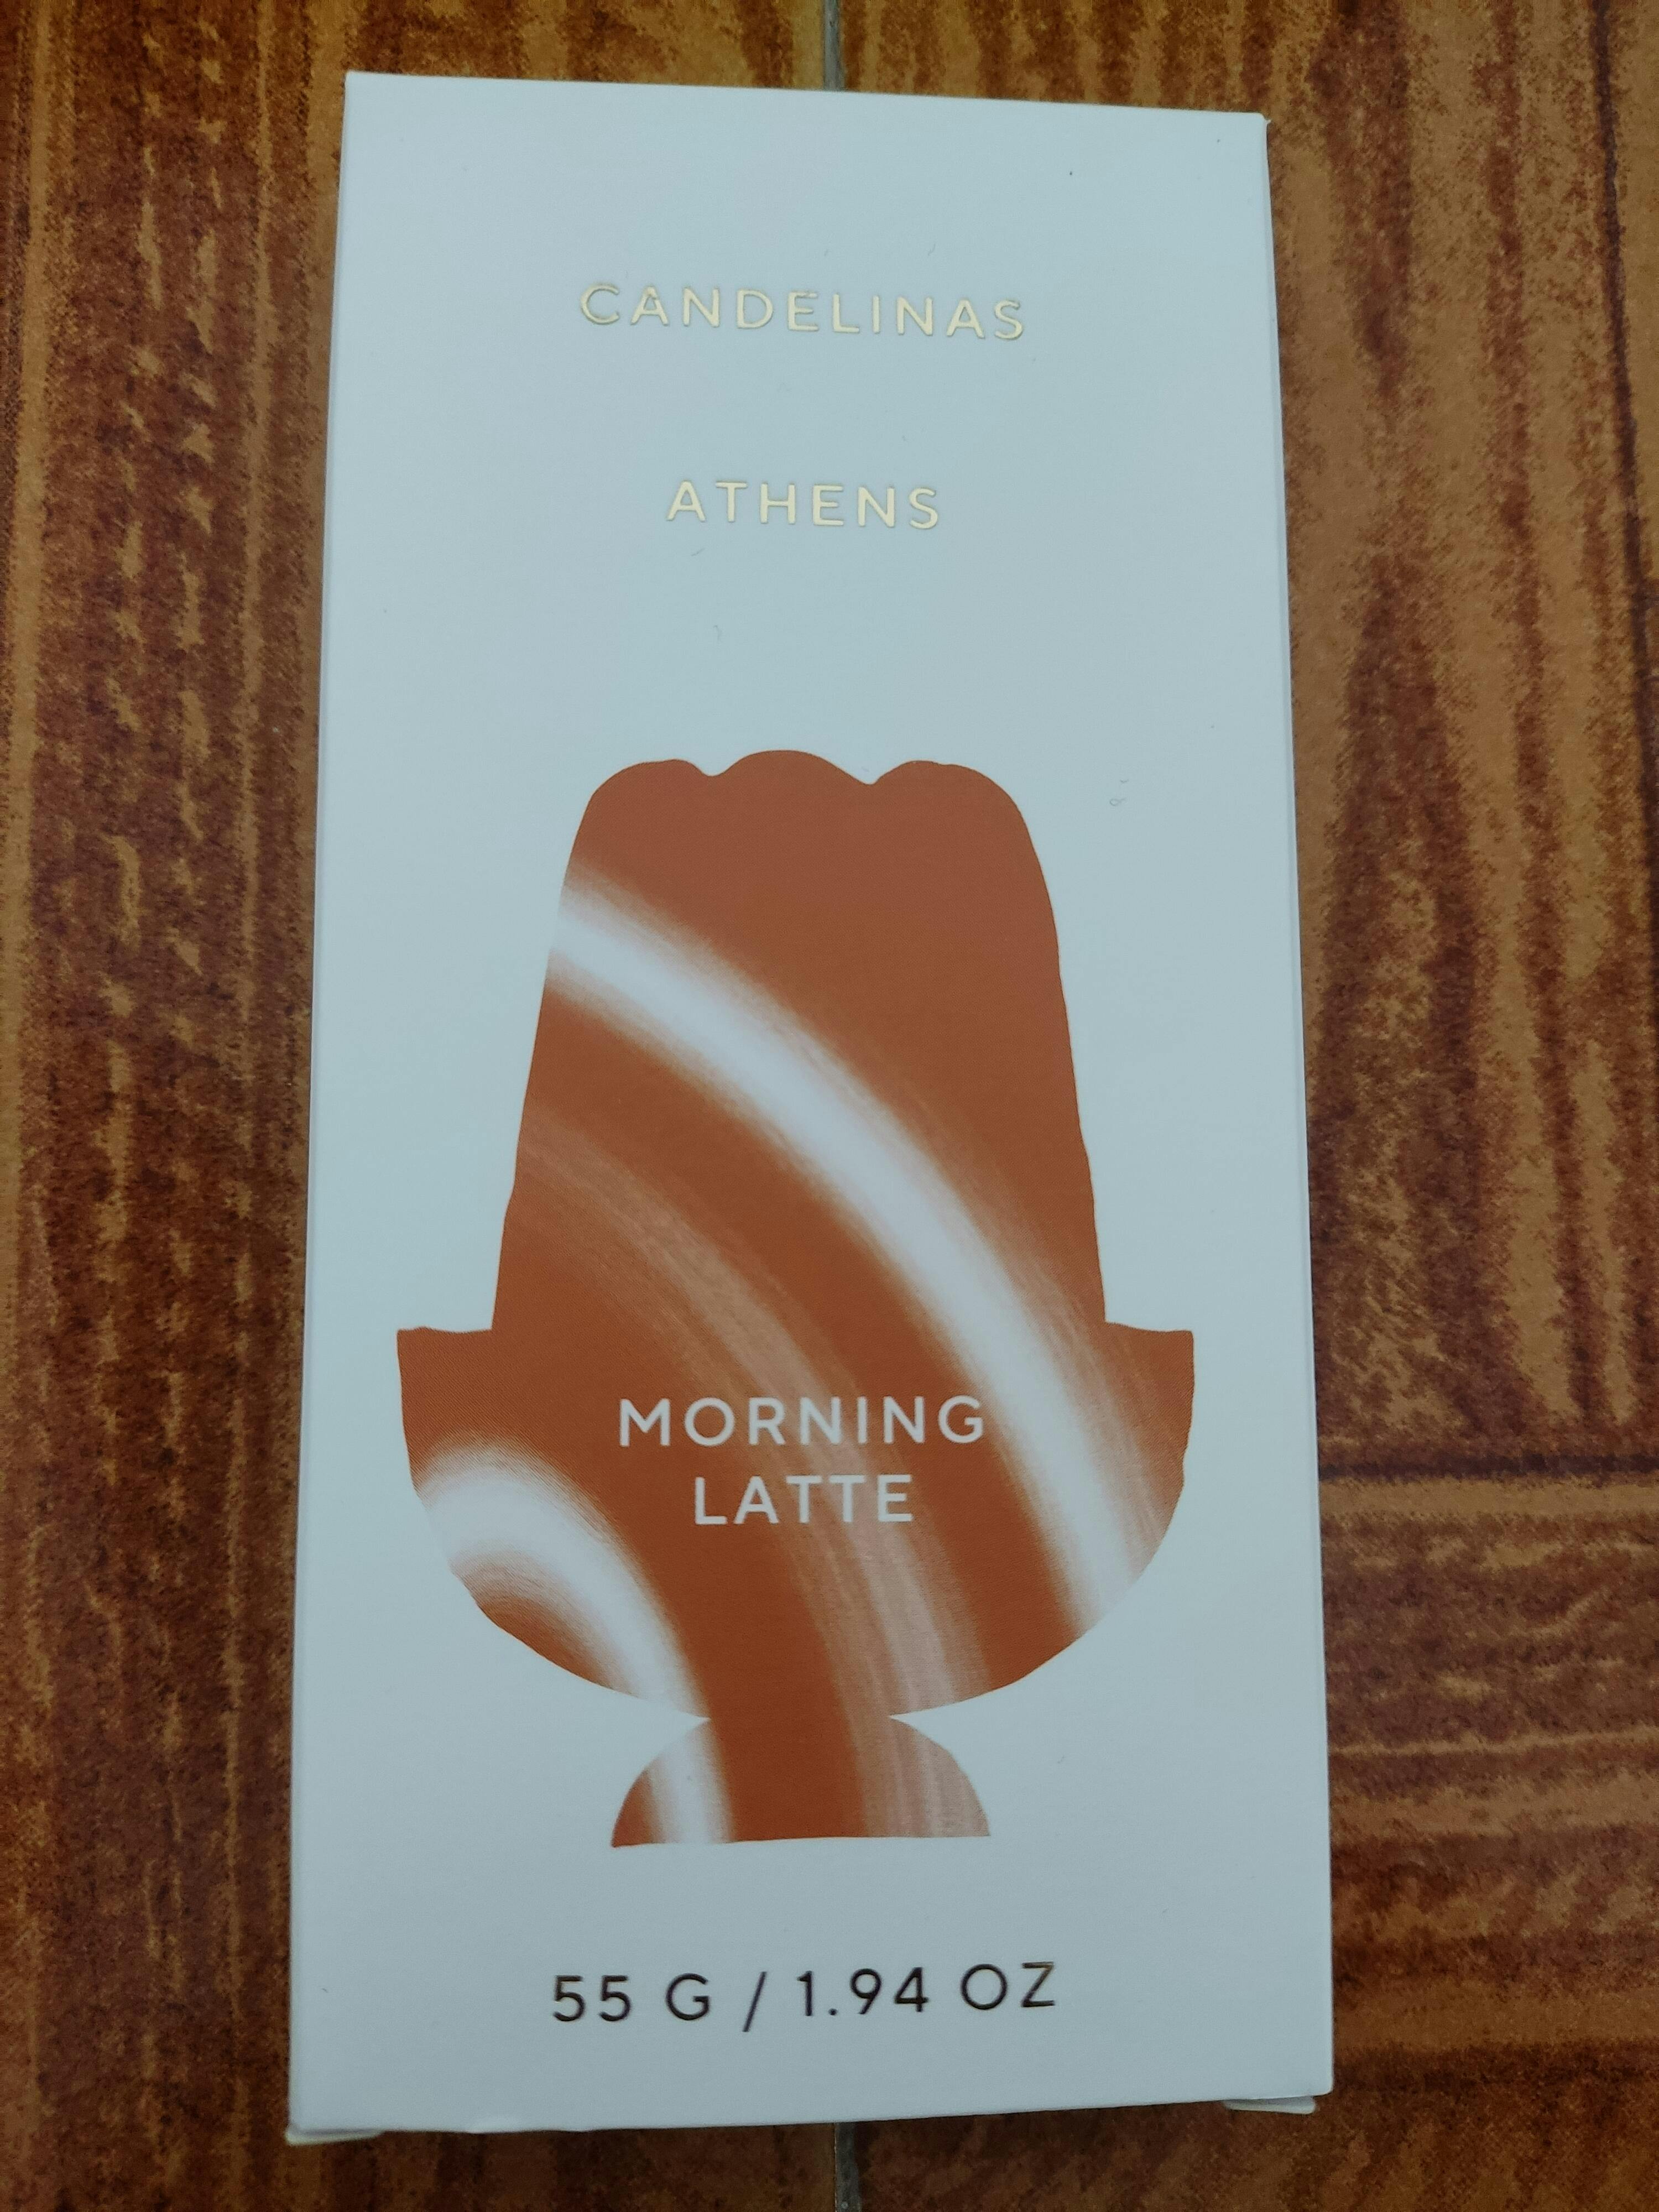 CANDELINAS
ATHENS
MORNING
LATTE
55 G / 1.94 OZ